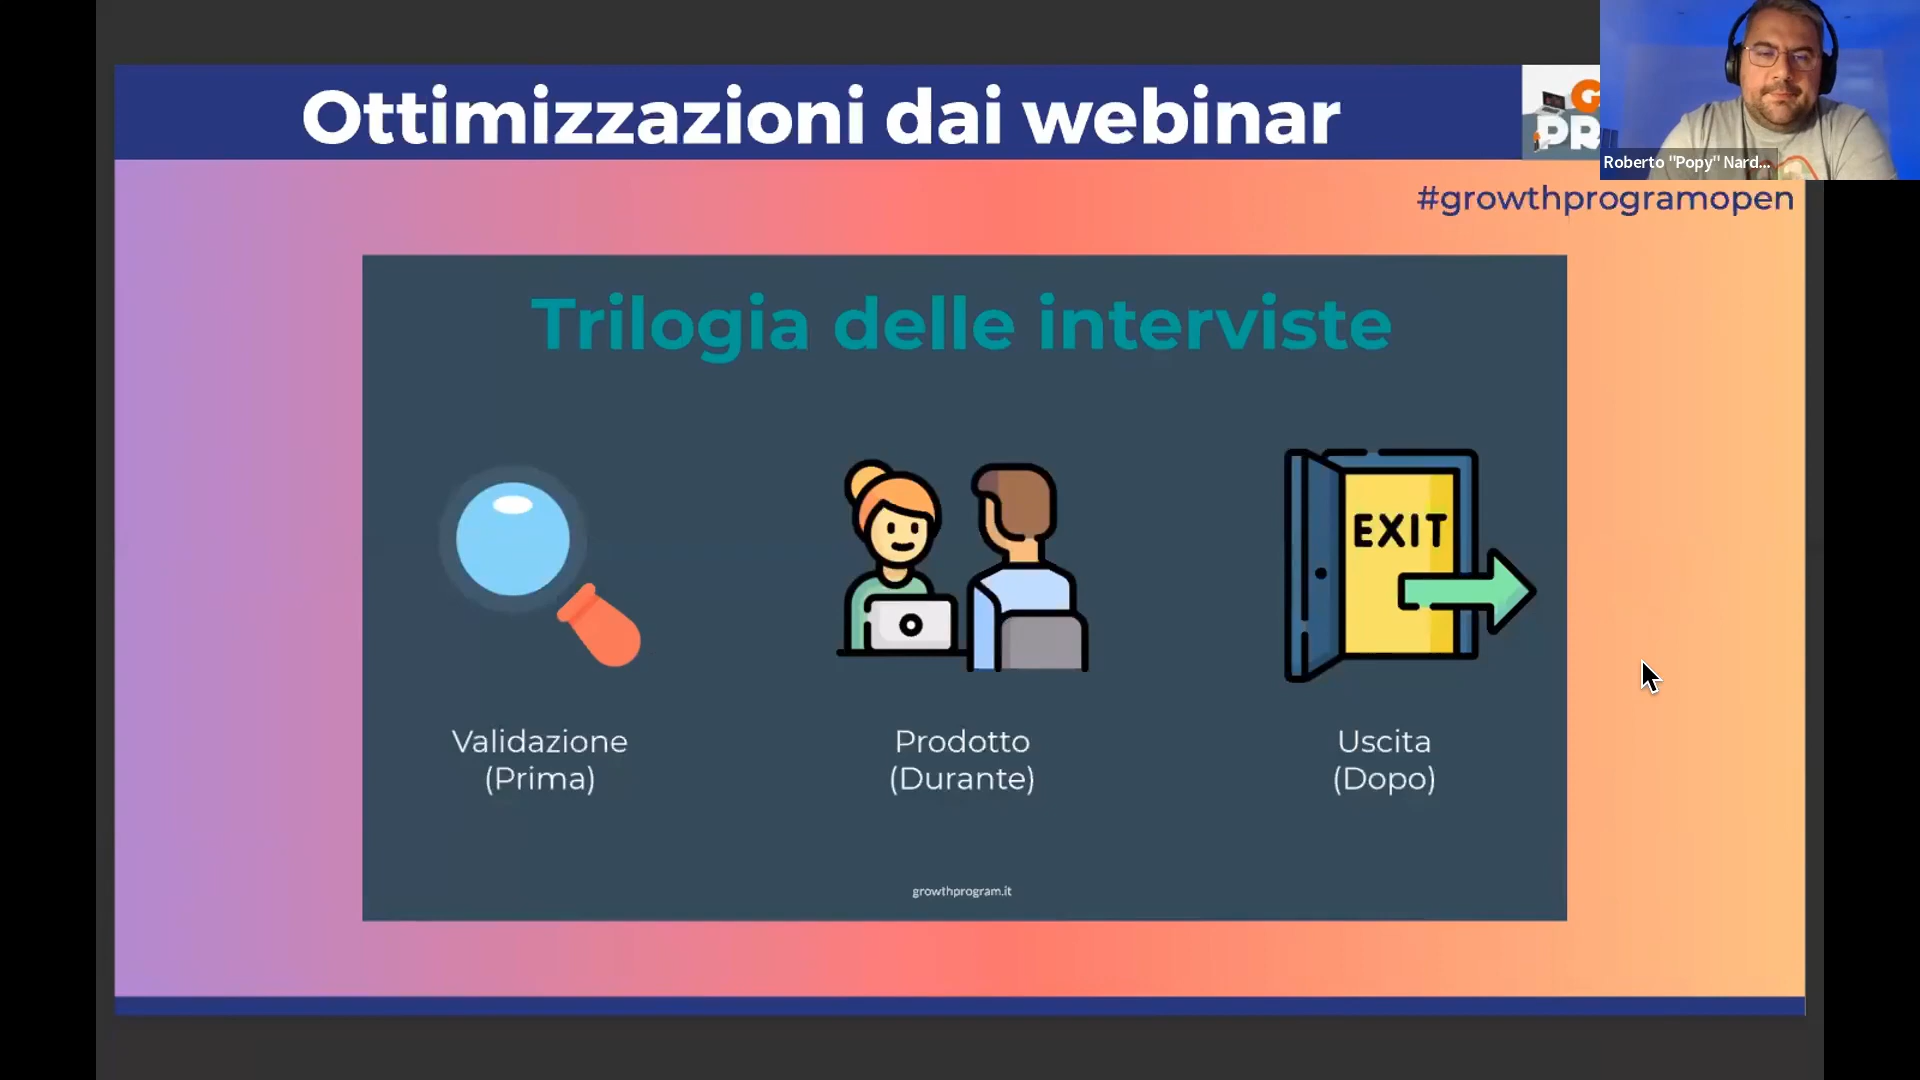 Ottimizzazioni dai webinar
G
PR
Roberto "Popy" Nard...
#growthprogramopen
Trilogia delle interviste
EXIT
Validazione
(Prima)
Prodotto
(Durante)
Uscita
(Dopo)
growthprogram.it